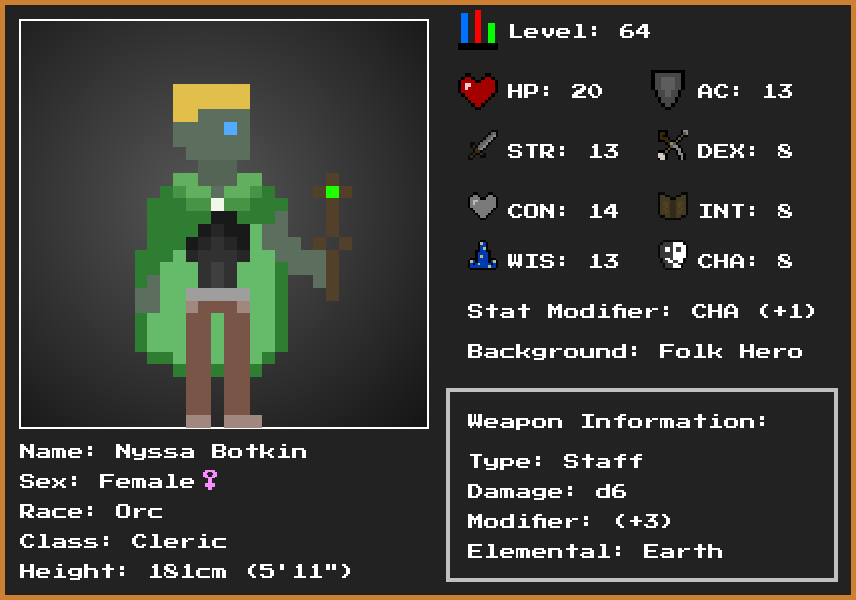 Level: 64
HP: 20
AC: 13
STR: 13
DEX: 8
CON: 14
INT: 8
WIS: 13
CHA: 8
Stat Modifier: CHA (+1)
Background: Folk Hero
Weapon Information:
Type: Staff
Damage: d6
Modifier: (+3)
Elemental: Earth
Name: Nyssa Botkin
Sex: Female♀
Race: Orc
Class: Cleric
Height: 181cm (5'11")